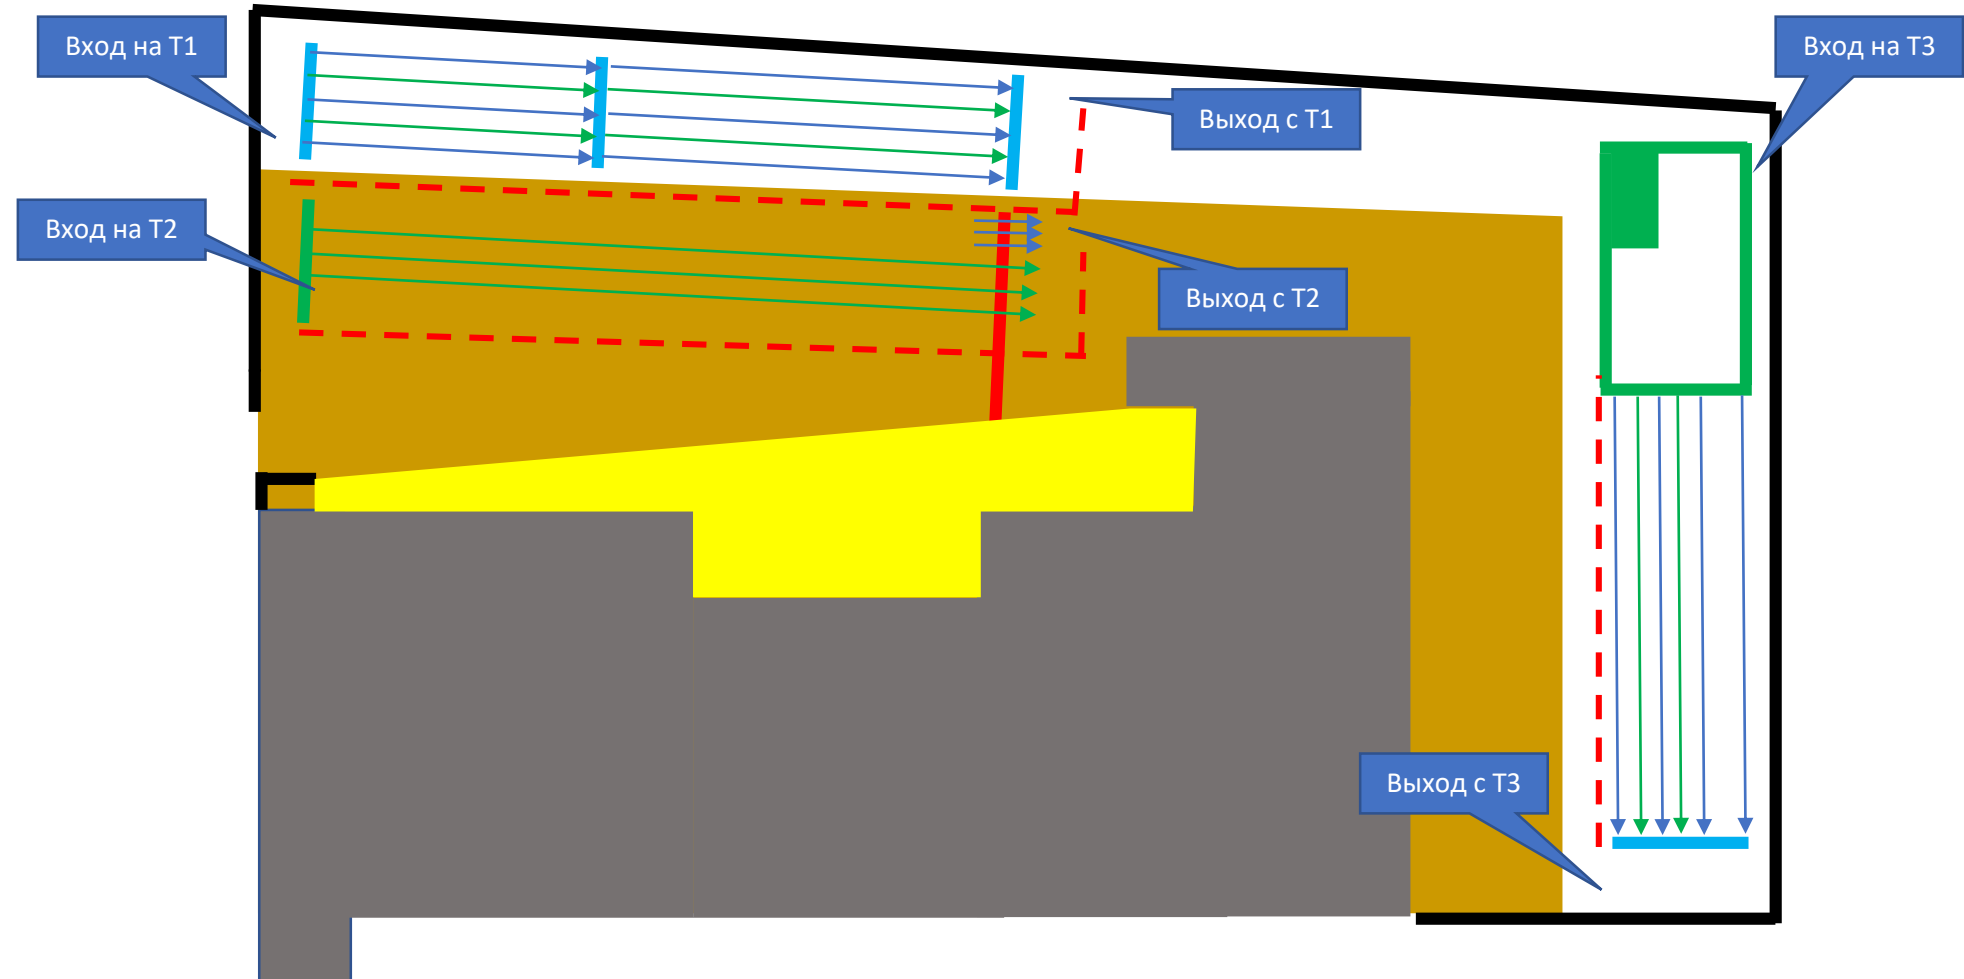 Вход на Т1
Вход на Т3
Выход с Т1
Вход на Т2
Выход с Т2
Выход с Т3